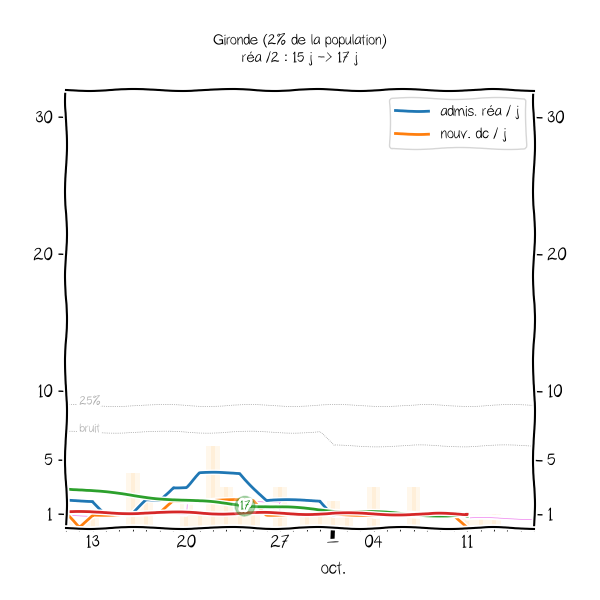 Gironde (2% de la population)
réa /2 : 15 j -> 17 j
admis. réa / j
nouv. dc / j
30
30
20
20
10
10
25%
bruit
5
5
17
1
1
13
20
27
04
11
oct.